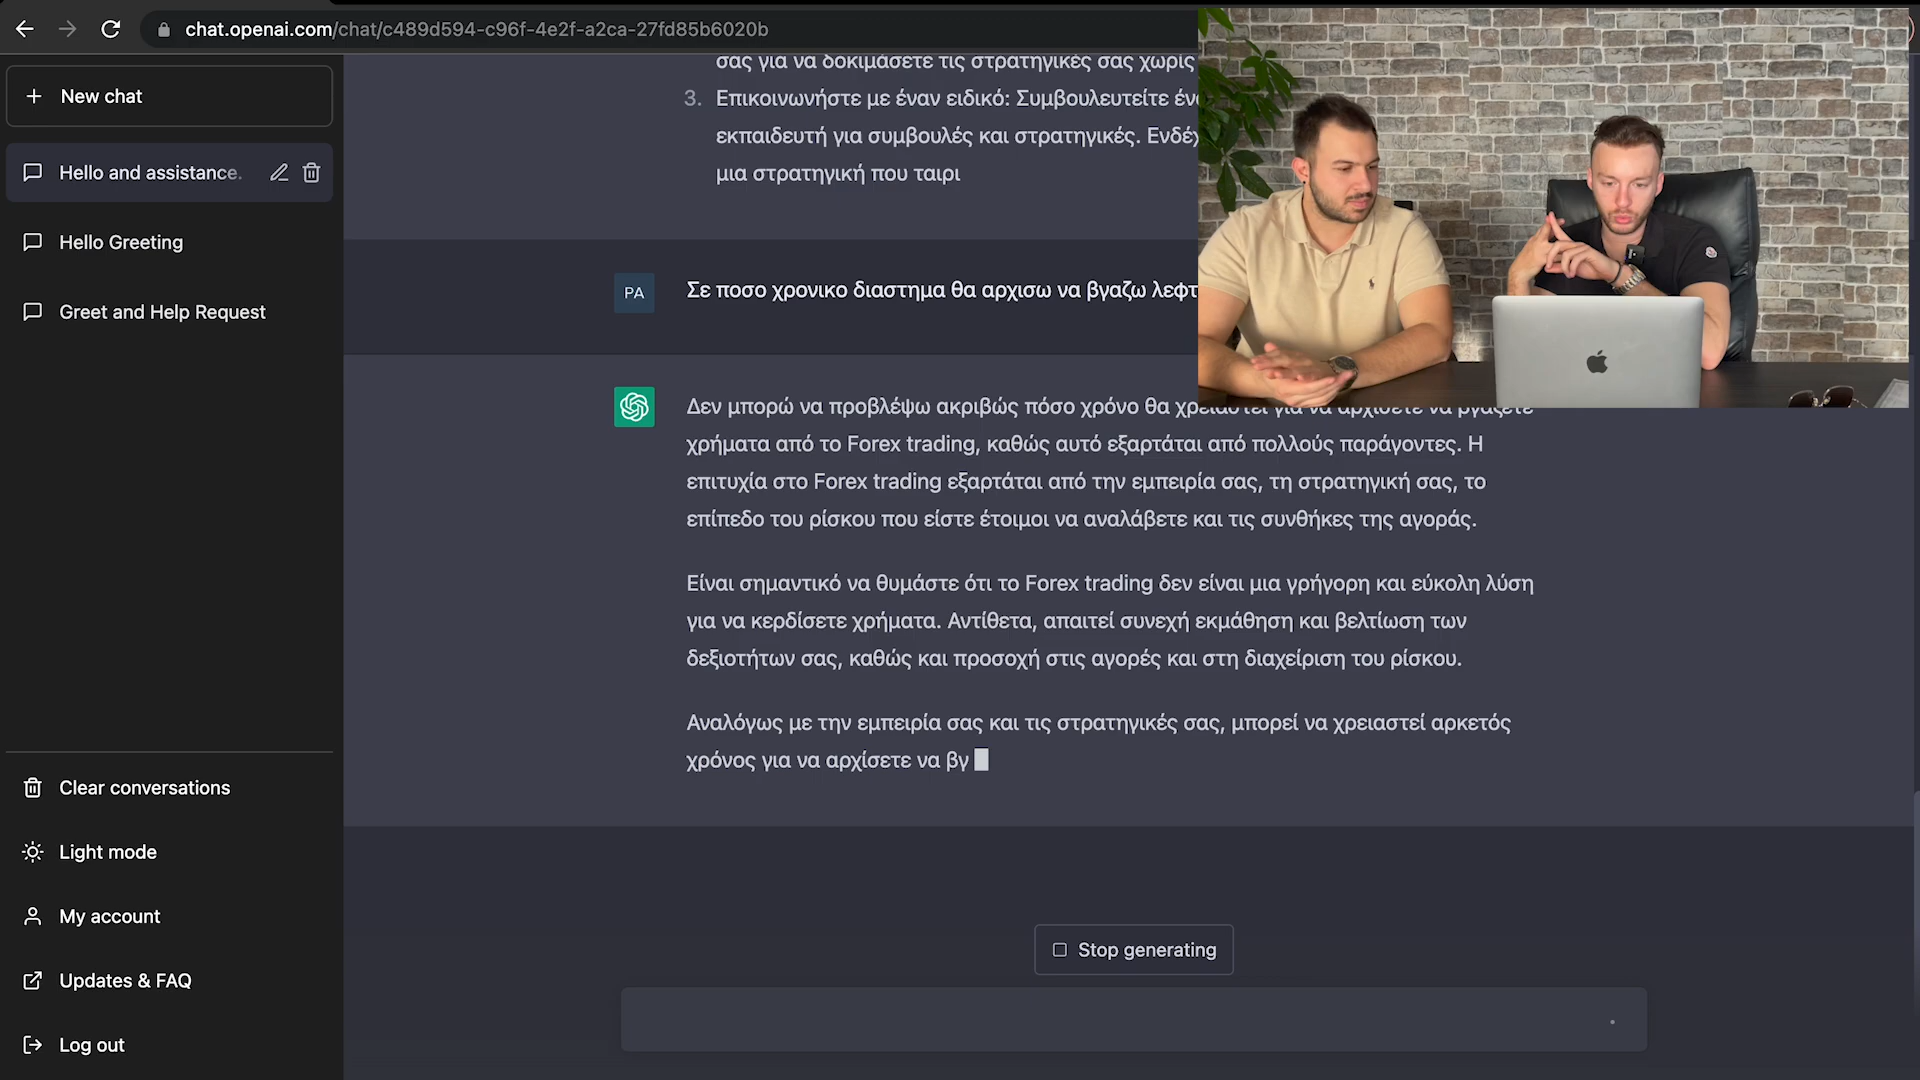 chat.openai.com/chat/c489d594-c96f-4e2f-a2ca-27fd85b6020b
New chat
Hello and assistance.
Hello Greeting
Greet and Help Request
Clear conversations
Light mode
My account
Updates & FAQ
Log out
σας για να δοκιμάσετε τις στρατηγικές σας χωρίς
3. Επικοινωνήστε με έναν ειδικό: Συμβουλευτείτε
εκπαιδευτή για συμβουλές και στρατηγικές.
μια στρατηγική που ταιρι
PA
Σε ποσο χρονικο διαστημα θα αρχισω να βγαζω
Δεν μπορώ να προβλέψω ακριβώς πόσο χρόνο θα χρειαστεί για να αρχίσετε να βγάζετε
χρήματα από το Forex trading, καθώς αυτό εξαρτάται από πολλούς παράγοντες. Η
επιτυχία στο Forex trading εξαρτάται από την εμπειρία σας, τη στρατηγική σας, το
επίπεδο του ρίσκου που είστε έτοιμοι να αναλάβετε και τις συνθήκες της αγοράς.
Είναι σημαντικό να θυμάστε ότι το Forex trading δεν είναι μια γρήγορη και εύκολη λύση
για να κερδίσετε χρήματα. Αντίθετα, απαιτεί συνεχή εκμάθηση και βελτίωση των
δεξιοτήτων σας, καθώς και προσοχή στις αγορές και στη διαχείριση του ρίσκου.
Αναλόγως με την εμπειρία σας και τις στρατηγικές σας, μπορεί να χρειαστεί αρκετός
χρόνος για να αρχίσετε να βγ
Stop generating